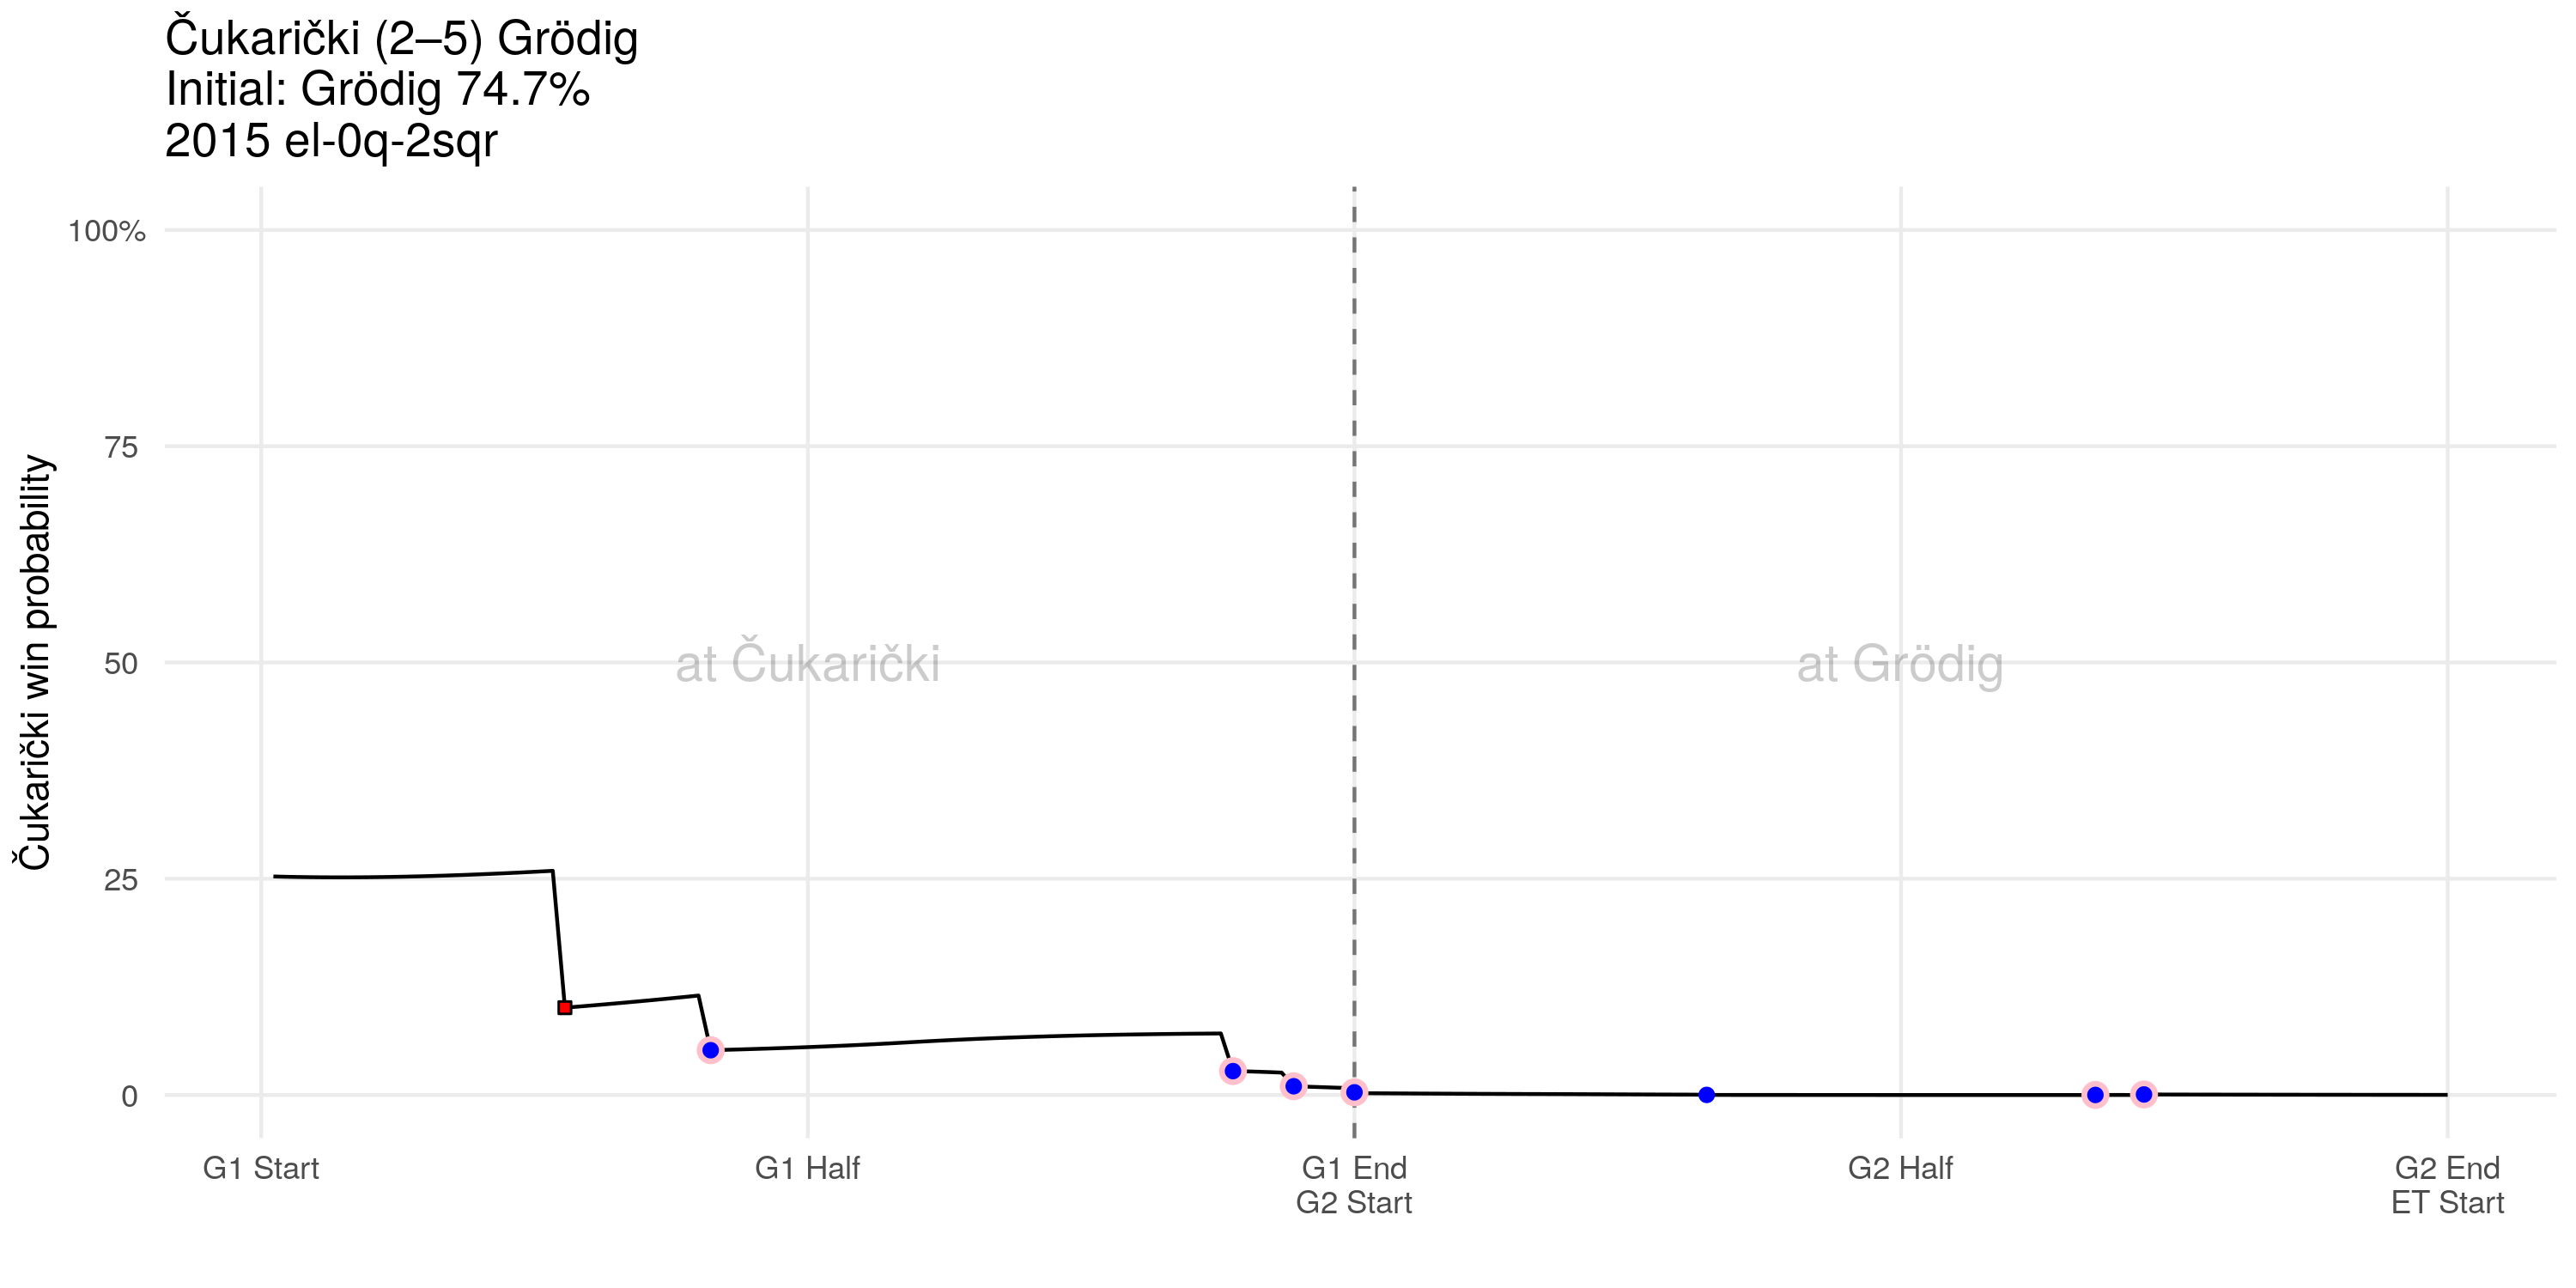 Čukarički (2–5) Grödig
Initial: Grödig 74.7%
2015 el-0q-2sqr
Čukarički win probability
100%
75
50
25
0
at Čukarički
at Grödig
G1 Start
G1 Half
G1 End
G2 Start
G2 Half
G2 End
ET Start